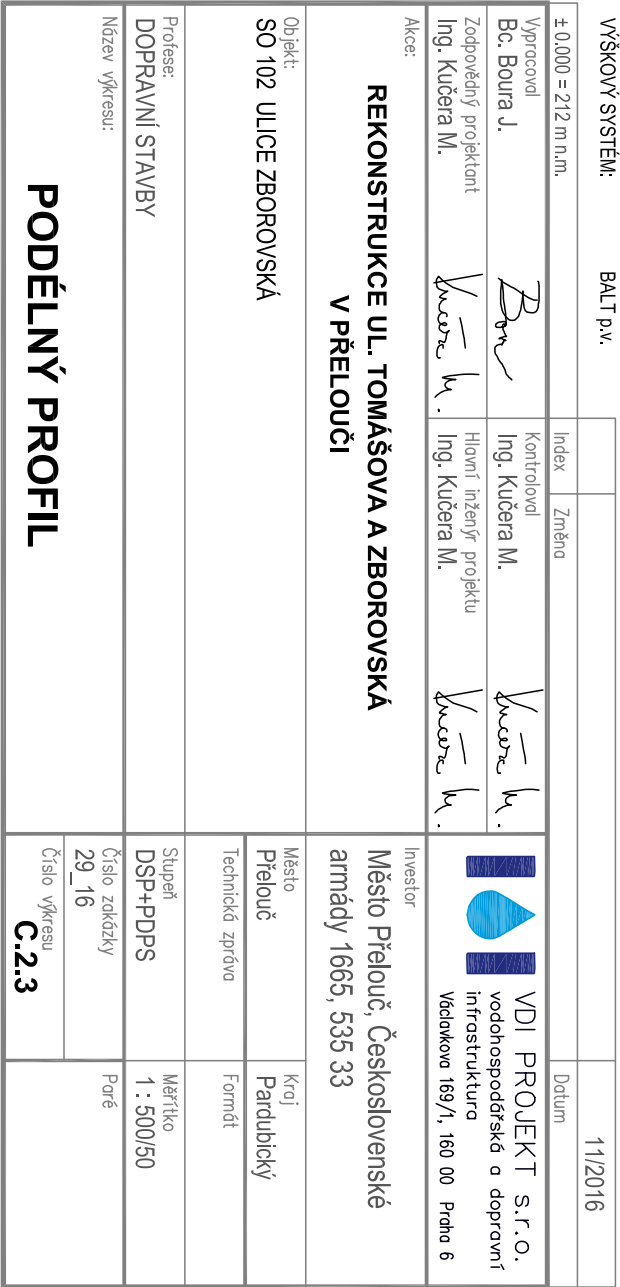 VÝŠKOVÝ SYSTÉM: BALT p.v.
± 0.000 = 212 m n.m.
11/2016
Index Změna Datum
Vypracoval
Bc. Boura J.
Kontroloval
Ing. Kučera M.
Zodpovědný projektant
Ing. Kučera M.
Kučera M.
Hlavní inženýr projektu
Ing. Kučera M.
Kučera M.
Kučera M.
VDI PROJEKT s.r.o.
vodohospodářská a dopravní
infrastruktura
Václavkova 169/1, 160 00 Praha 6
Akce:
REKONSTRUKCE UL. TOMÁŠOVA A ZBOROVSKÁ
V PŘELOUČI
Investor
Město Přelouč, Československé
armády 1665, 535 33
Objekt:
SO 102 ULICE ZBOROVSKÁ
Město
Přelouč
Kraj
Pardubický
Technická zpráva
Formát
Profese:
DOPRAVNÍ STAVBY
Stupeň
DSP+PDPS
Měřítko
1 : 500/50
Název výkresu:
PODÉLNÝ PROFIL
Číslo zakázky
29_16
Číslo výkresu
C.2.3
Paré